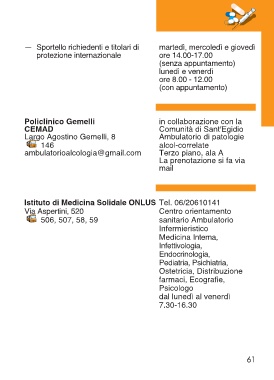 — Sportello richiedenti e titolari di
protezione internazionale
martedì, mercoledì e giovedì
ore 14.00-17.00
(senza appuntamento)
lunedì e venerdì
ore 8.00 - 12.00
(con appuntamento)
Policlinico Gemelli
CEMAD
Largo Agostino Gemelli, 8
146
ambulatorioalcologia@gmail.com
in collaborazione con la
Comunità di Sant'Egidio
Ambulatorio di patologie
alcol-correlate
Terzo piano, ala A
La prenotazione si fa via
mail
Istituto di Medicina Solidale ONLUS
Via Aspertini, 520
506, 507, 58, 59
Tel. 06/20610141
Centro orientamento
sanitario Ambulatorio
Infermieristico
Medicina Interna,
Infettivologia,
Endocrinologia,
Pediatria, Psichiatria,
Ostetricia, Distribuzione
farmaci, Ecografie,
Psicologo
dal lunedì al venerdì
7.30-16.30
61